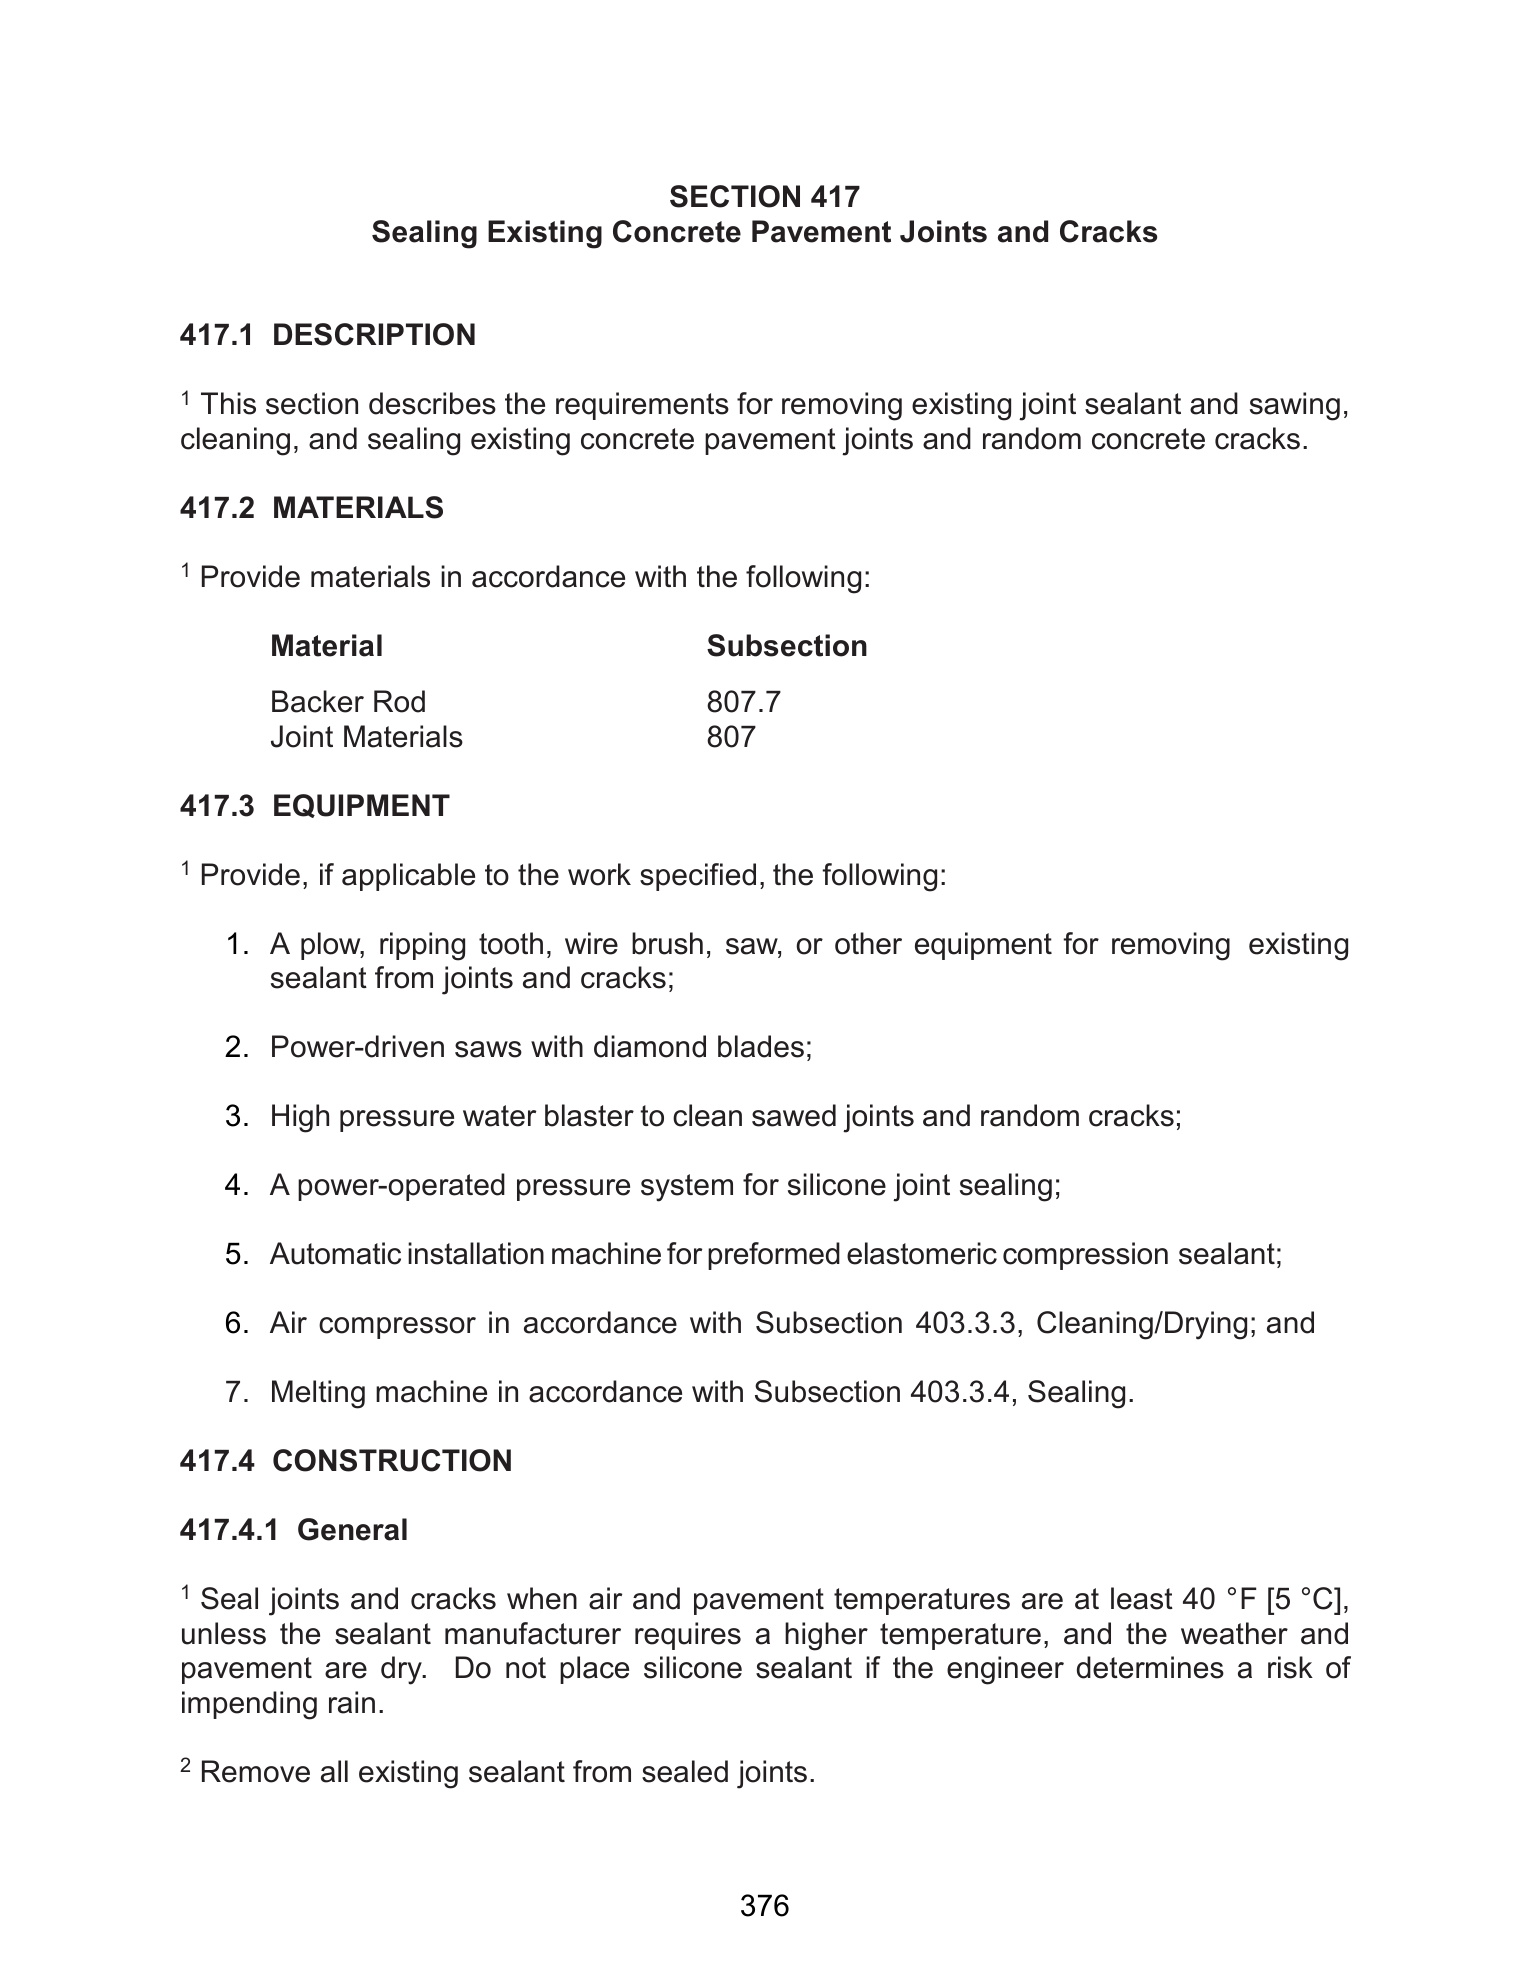 SECTION 417
Sealing Existing Concrete Pavement Joints and Cracks
417.1 DESCRIPTION
1 This section describes the requirements for removing existing joint sealant and sawing,
cleaning, and sealing existing concrete pavement joints and random concrete cracks.
417.2 MATERIALS
1 Provide materials in accordance with the following:
Material Subsection
Backer Rod 807.7
Joint Materials 807
417.3 EQUIPMENT
1 Provide, if applicable to the work specified, the following:
1. A plow, ripping tooth, wire brush, saw, or other equipment for removing existing
sealant from joints and cracks;
2. Power-driven saws with diamond blades;
3. High pressure water blaster to clean sawed joints and random cracks;
4. A power-operated pressure system for silicone joint sealing;
5. Automatic installation machine for preformed elastomeric compression sealant;
6. Air compressor in accordance with Subsection 403.3.3, Cleaning/Drying; and
7. Melting machine in accordance with Subsection 403.3.4, Sealing.
417.4 CONSTRUCTION
417.4.1 General
1 Seal joints and cracks when air and pavement temperatures are at least 40 °F [5 °C],
unless the sealant manufacturer requires a higher temperature, and the weather and
pavement are dry. Do not place silicone sealant if the engineer determines a risk of
impending rain.
2 Remove all existing sealant from sealed joints.
376